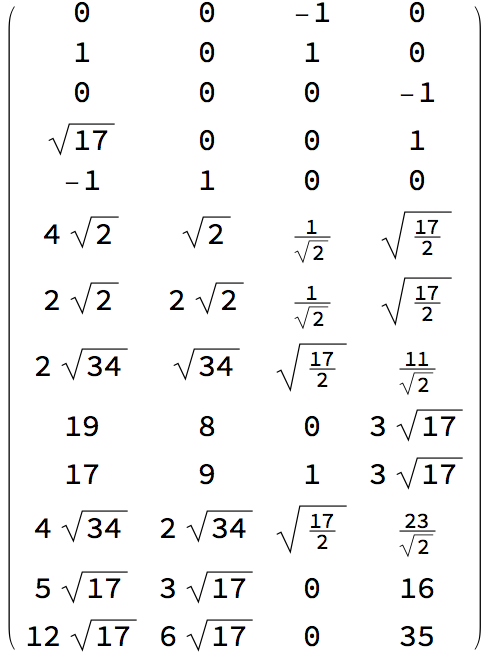 0 0 -1 0
1 0 1 0
0 0 0 -1
√17 0 0 1
-1 1 0 0
4 √2 √2 1/√2 √(17/2)
2 √2 2 √2 1/√2 √(17/2)
2 √34 √34 √(17/2) 11/√2
19 8 0 3 √17
17 9 1 3 √17
4 √34 2 √34 √(17/2) 23/√2
5 √17 3 √17 0 16
12 √17 6 √17 0 35